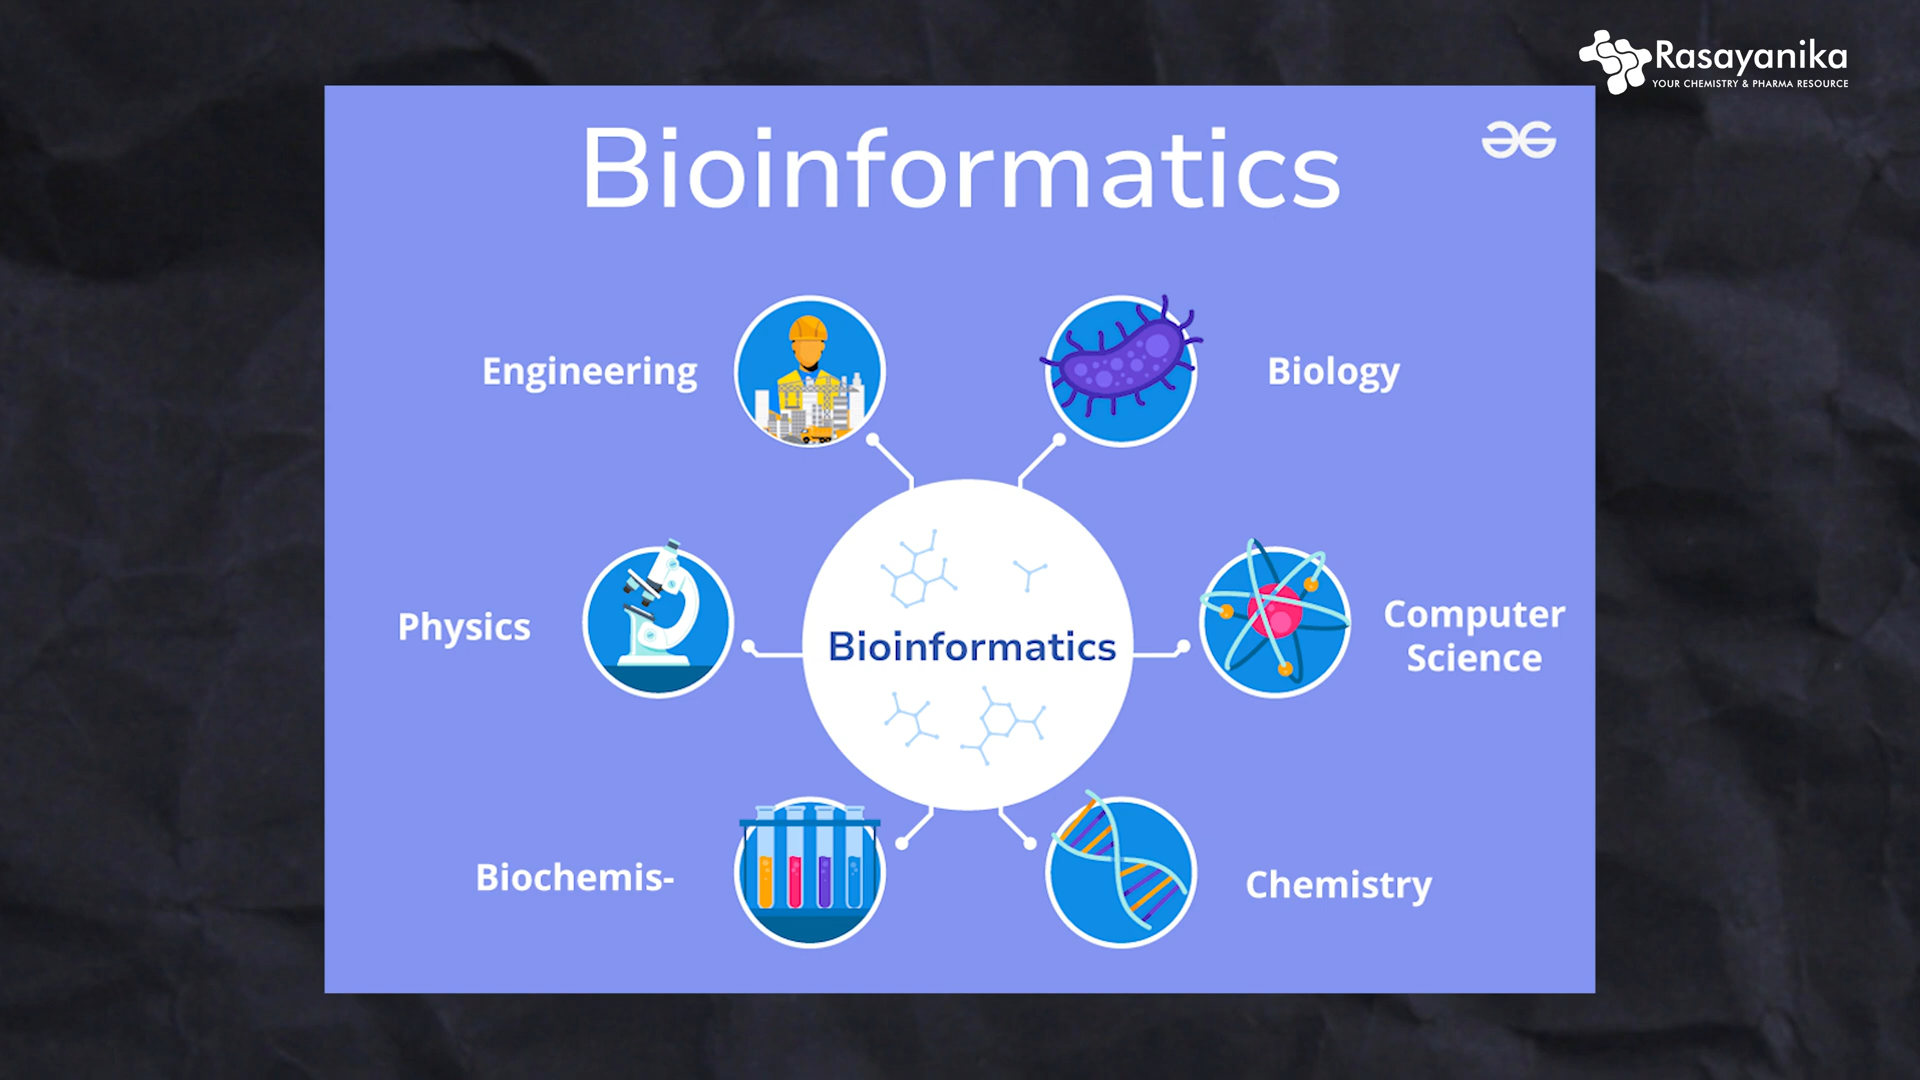 Rasayanika
YOUR CHEMISTRY & PHARMA RESOURCE
Bioinformatics
Engineering
Biology
Physics
Bioinformatics
Computer
Science
Biochemis-
Chemistry